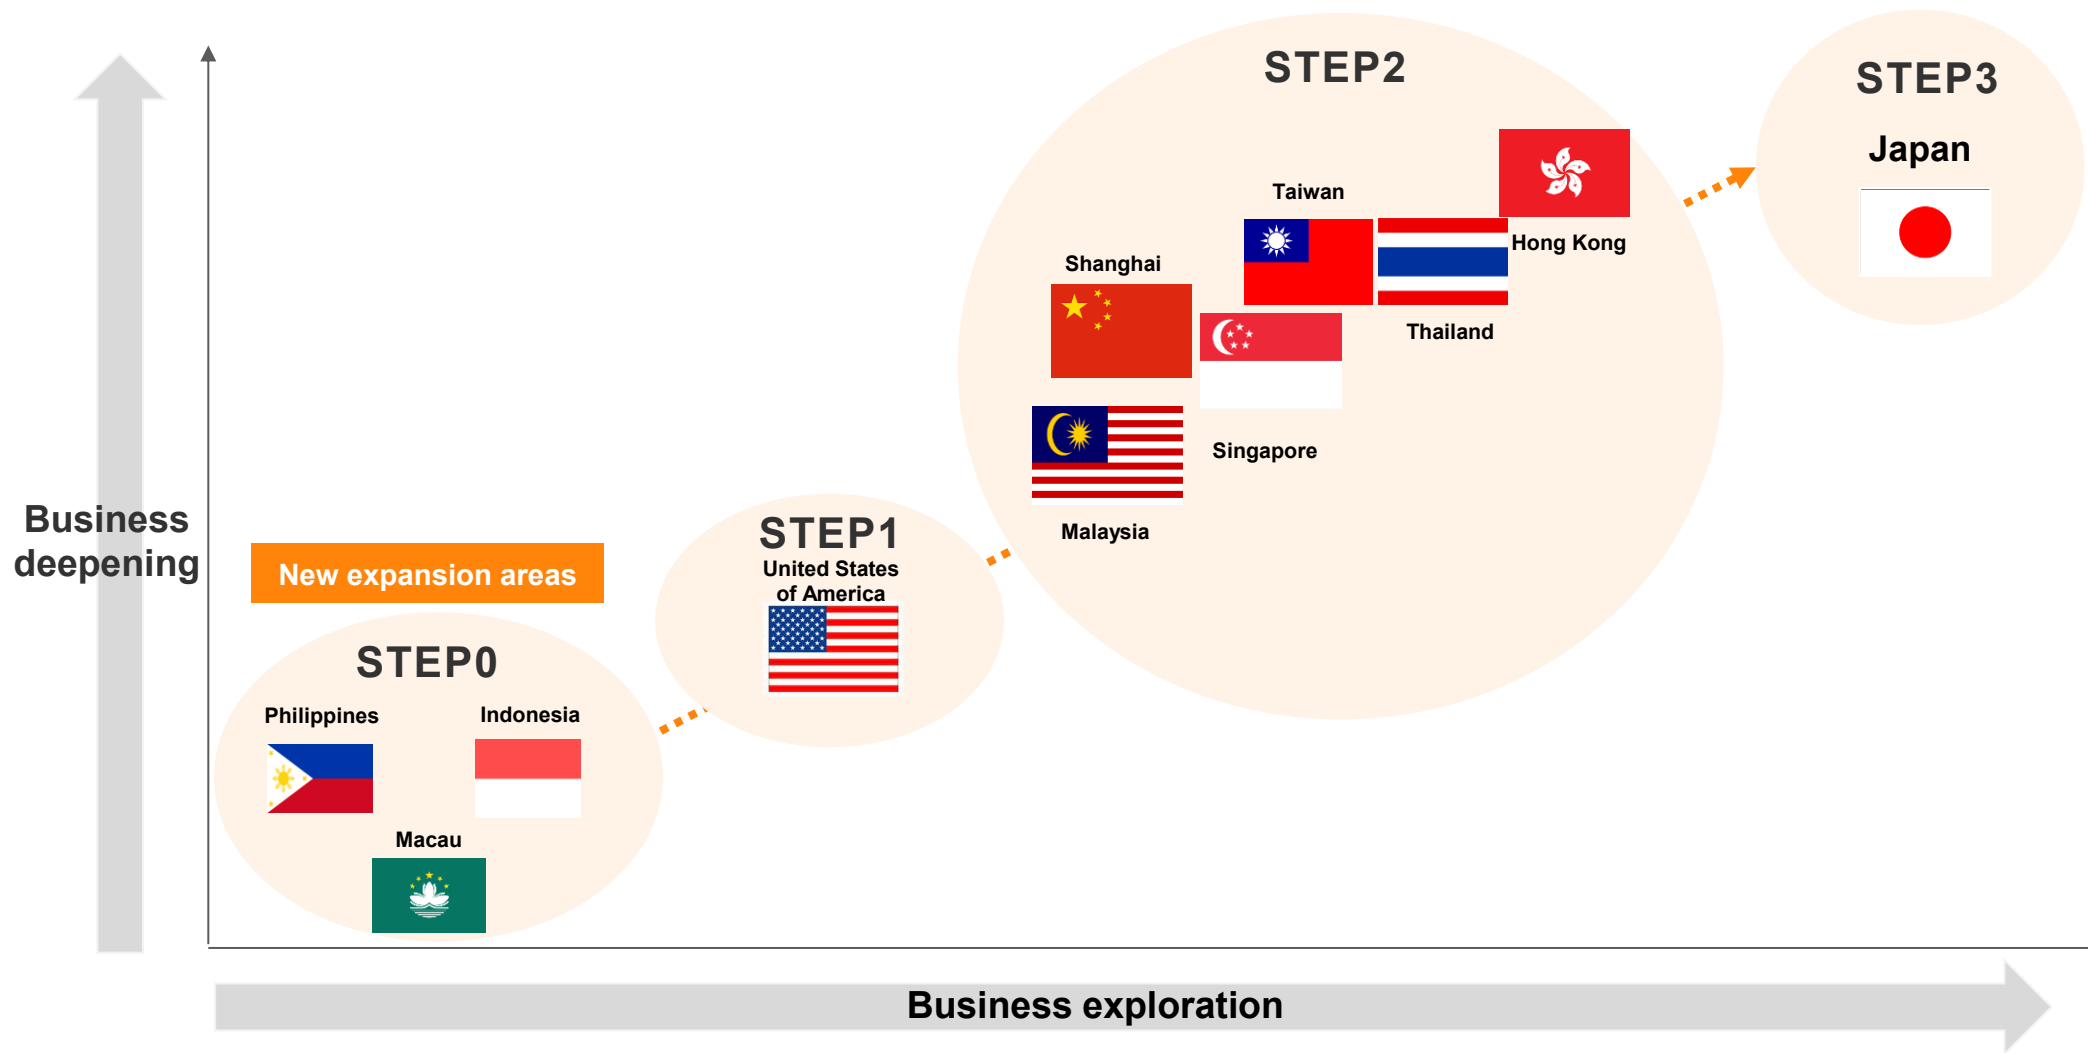 Business
deepening
New expansion areas
STEP0
Philippines
Indonesia
Macau
STEP1
United States
of America
STEP2
Taiwan
Hong Kong
Shanghai
Thailand
Singapore
Malaysia
STEP3
Japan
Business exploration